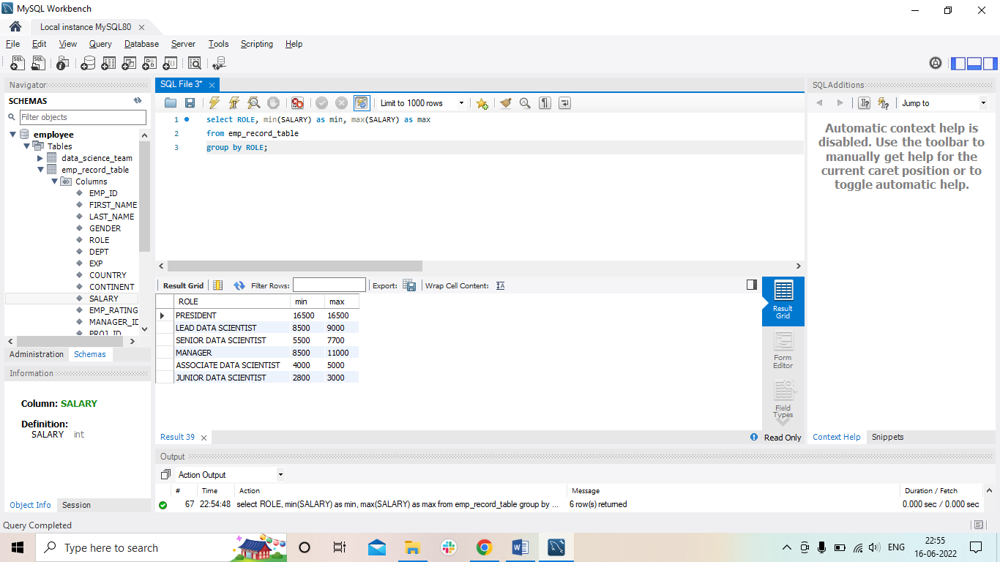 MySQL Workbench
Local instance MySQL80
File Edit View Query Database Server Tools Scripting Help
Navigator
SCHEMAS
Filter objects
employee
Tables
data_science_team
emp_record_table
Columns
EMP_ID
FIRST_NAME
LAST_NAME
GENDER
ROLE
DEPT
EXP
COUNTRY
CONTINENT
SALARY
EMP_RATING
MANAGER_ID
PROJ_ID
Administration Schemas
Information
Column: SALARY
Definition:
SALARY int
Object Info Session
SQL File 3*
Limit to 1000 rows
1 select ROLE, min(SALARY) as min, max(SALARY) as max
2 from emp_record_table
3 group by ROLE;
Result Grid Filter Rows: Export: Wrap Cell Content:
ROLE min max
PRESIDENT 16500 16500
LEAD DATA SCIENTIST 8500 9000
SENIOR DATA SCIENTIST 5500 7700
MANAGER 8500 11000
ASSOCIATE DATA SCIENTIST 4000 5000
JUNIOR DATA SCIENTIST 2800 3000
Result
Grid
Form
Editor
Field
Types
Result 39
Read Only
SQLAdditions
Jump to
Automatic context help is
disabled. Use the toolbar to
manually get help for the
current caret position or to
toggle automatic help.
Context Help Snippets
Output
Action Output
# Time Action Message Duration / Fetch
67 22:54:48 select ROLE, min(SALARY) as min, max(SALARY) as max from emp_record_table group by ... 6 row(s) returned 0.000 sec / 0.000 sec
Query Completed
Type here to search
ENG
22:55
16-06-2022